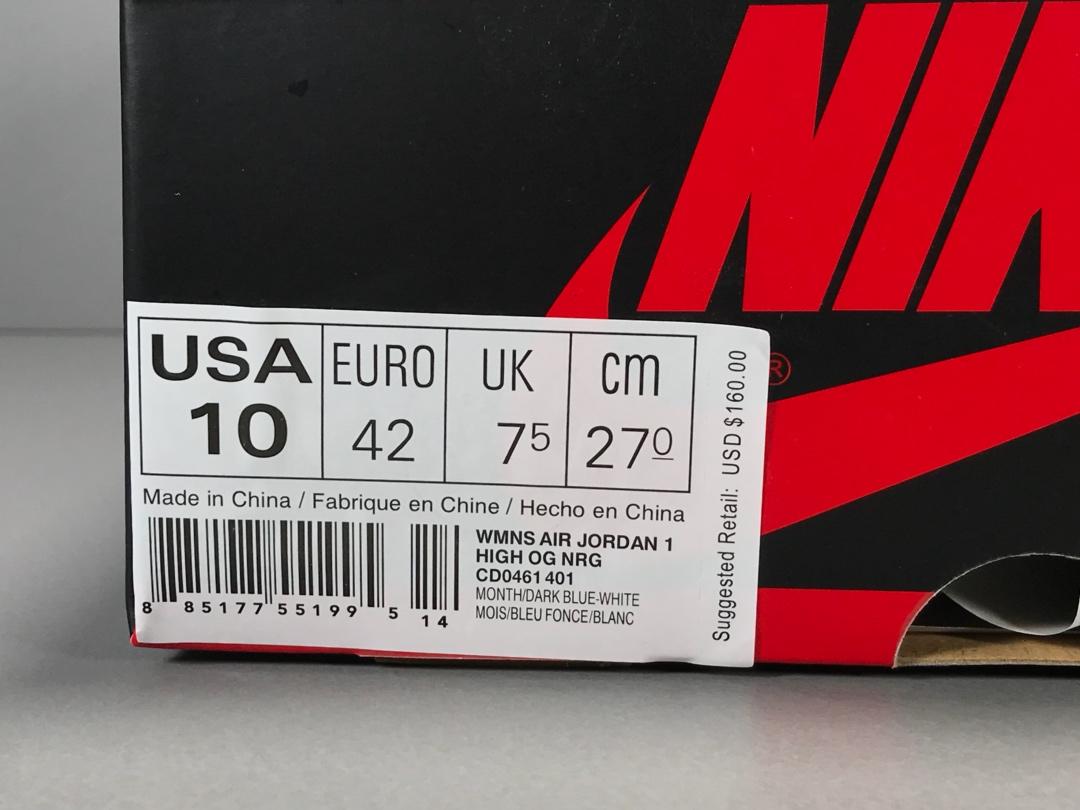 NIK
®
USA EURO UK cm
10 42 7⁵ 27⁰
Made in China / Fabrique en Chine / Hecho en China
WMNS AIR JORDAN 1
HIGH OG NRG
CD0461 401
MONTH/DARK BLUE-WHITE
MOIS/BLEU FONCE/BLANC
8 85177 55199 5 14
Suggested Retail: USD $160.00